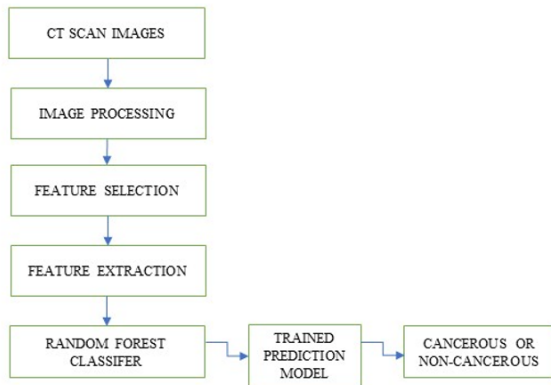 CT SCAN IMAGES
IMAGE PROCESSING
FEATURE SELECTION
FEATURE EXTRACTION
RANDOM FOREST
CLASSIFER
TRAINED
PREDICTION
MODEL
CANCEROUS OR
NON-CANCEROUS